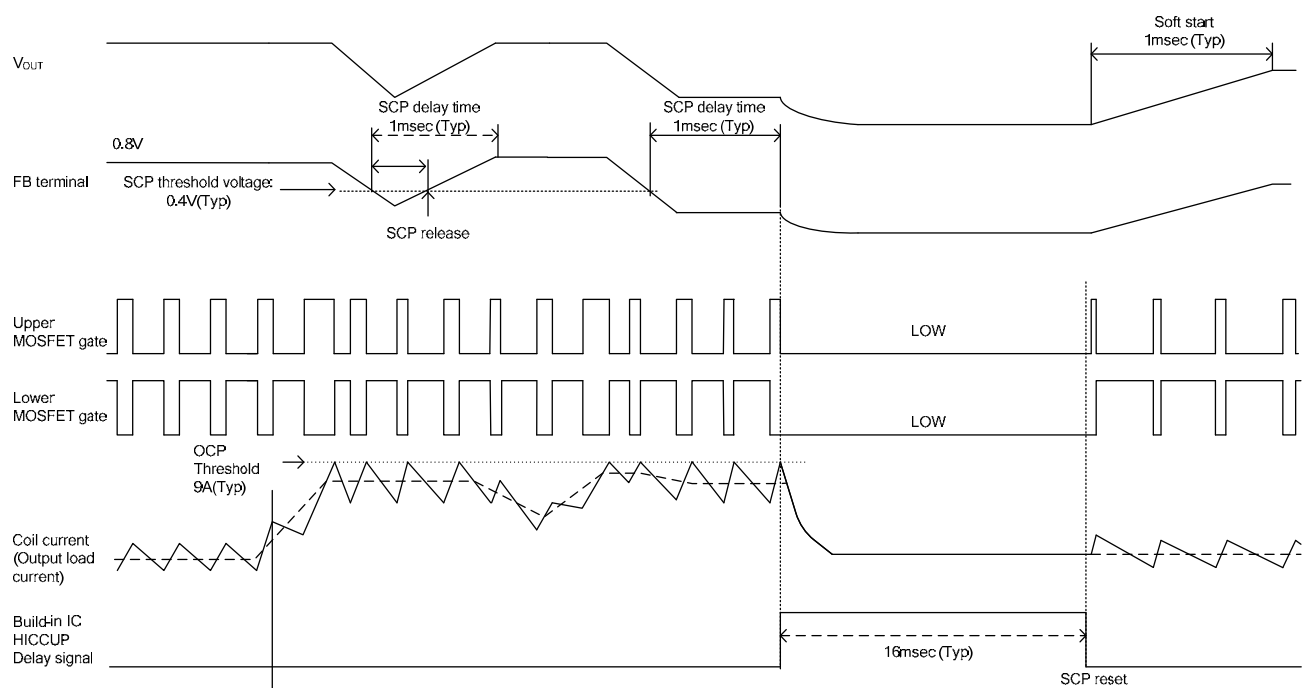 Soft start
1msec (Typ)
VOUT
SCP delay time
1msec (Typ)
SCP delay time
1msec (Typ)
0.8V
FB terminal
SCP threshold voltage:
0.4V(Typ)
SCP release
Upper
MOSFET gate
LOW
Lower
MOSFET gate
LOW
OCP
Threshold
9A(Typ)
Coil current
(Output load
current)
Build-in IC
HICCUP
Delay signal
16msec (Typ)
SCP reset